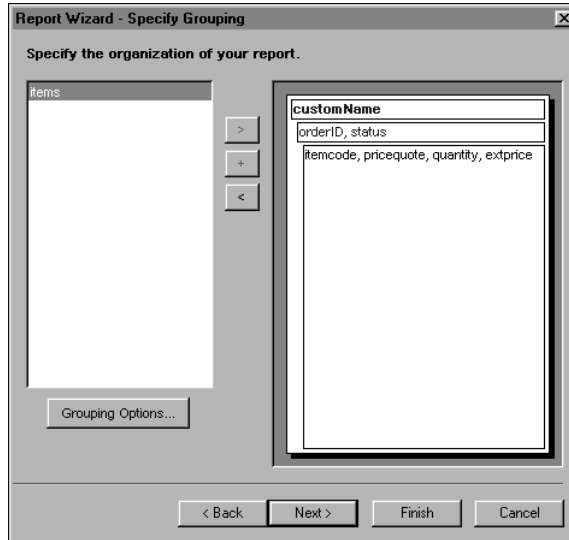 Report Wizard - Specify Grouping
Specify the organization of your report.
items
>
+
<
Grouping Options...
customName
orderID, status
itemcode, pricequote, quantity, extprice
< Back
Next >
Finish
Cancel